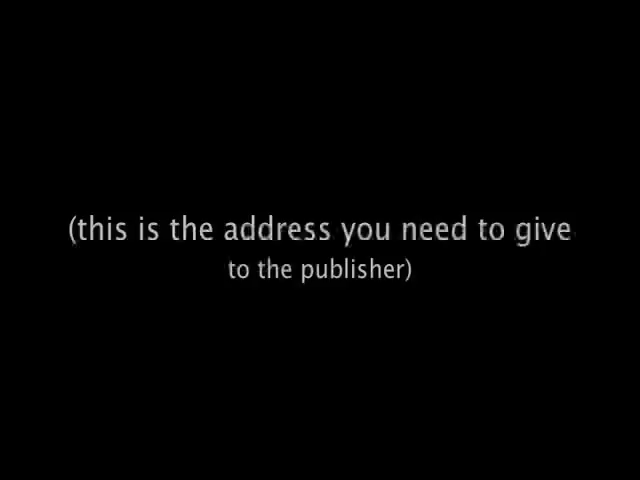 (this is the address you need to give
to the publisher)